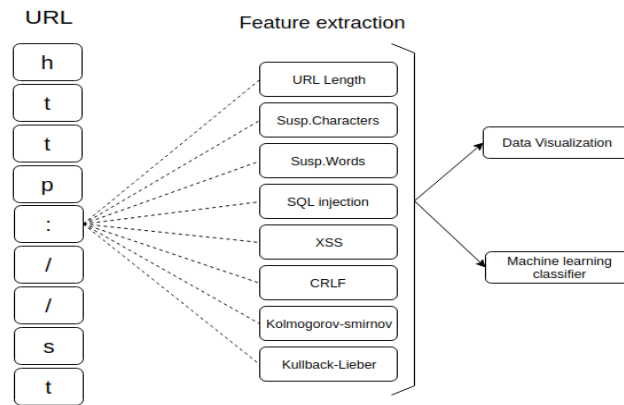 URL
h
t
t
p
:
/
/
s
t
Feature extraction
URL Length
Susp.Characters
Susp.Words
SQL injection
XSS
CRLF
Kolmogorov-smirnov
Kullback-Lieber
Data Visualization
Machine learning
classifier